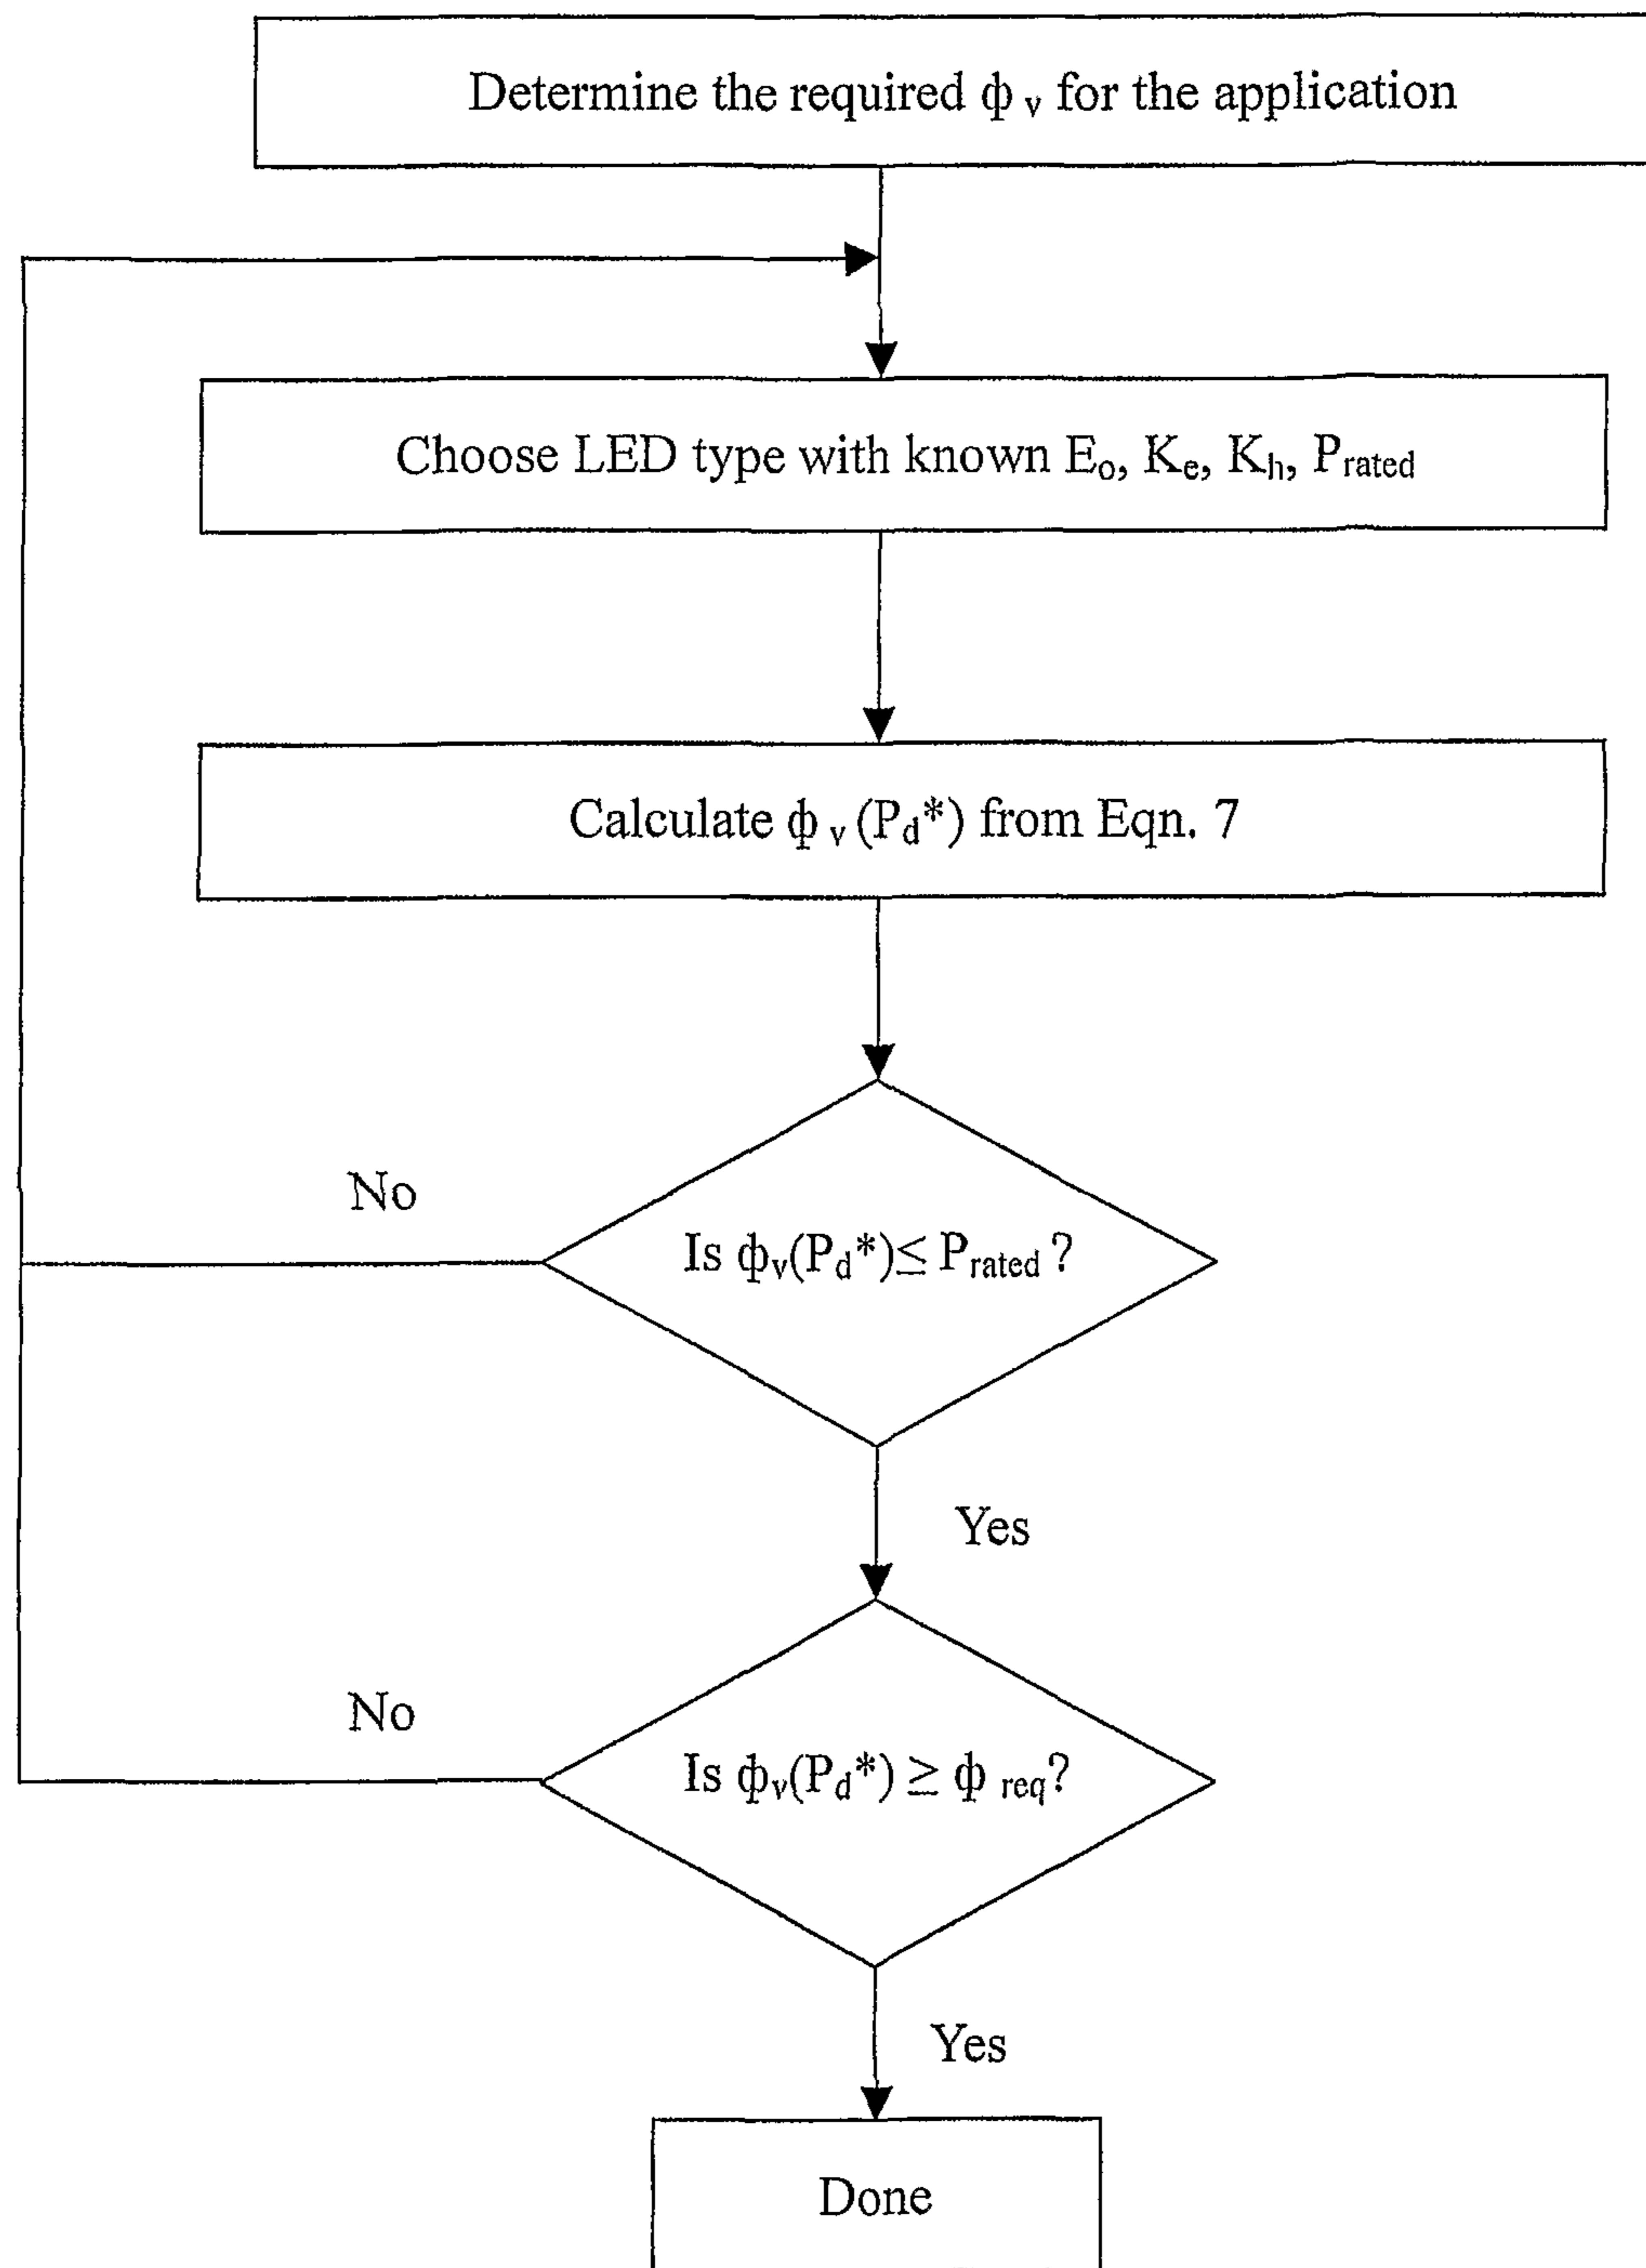 Determine the required ϕ v for the application
Choose LED type with known Eo, Ke, Kh, Prated
Calculate ϕ v (Pd*) from Eqn. 7
No
Is ϕv(Pd*)≤ Prated ?
Yes
No
Is ϕv(Pd*) ≥ ϕ req?
Yes
Done